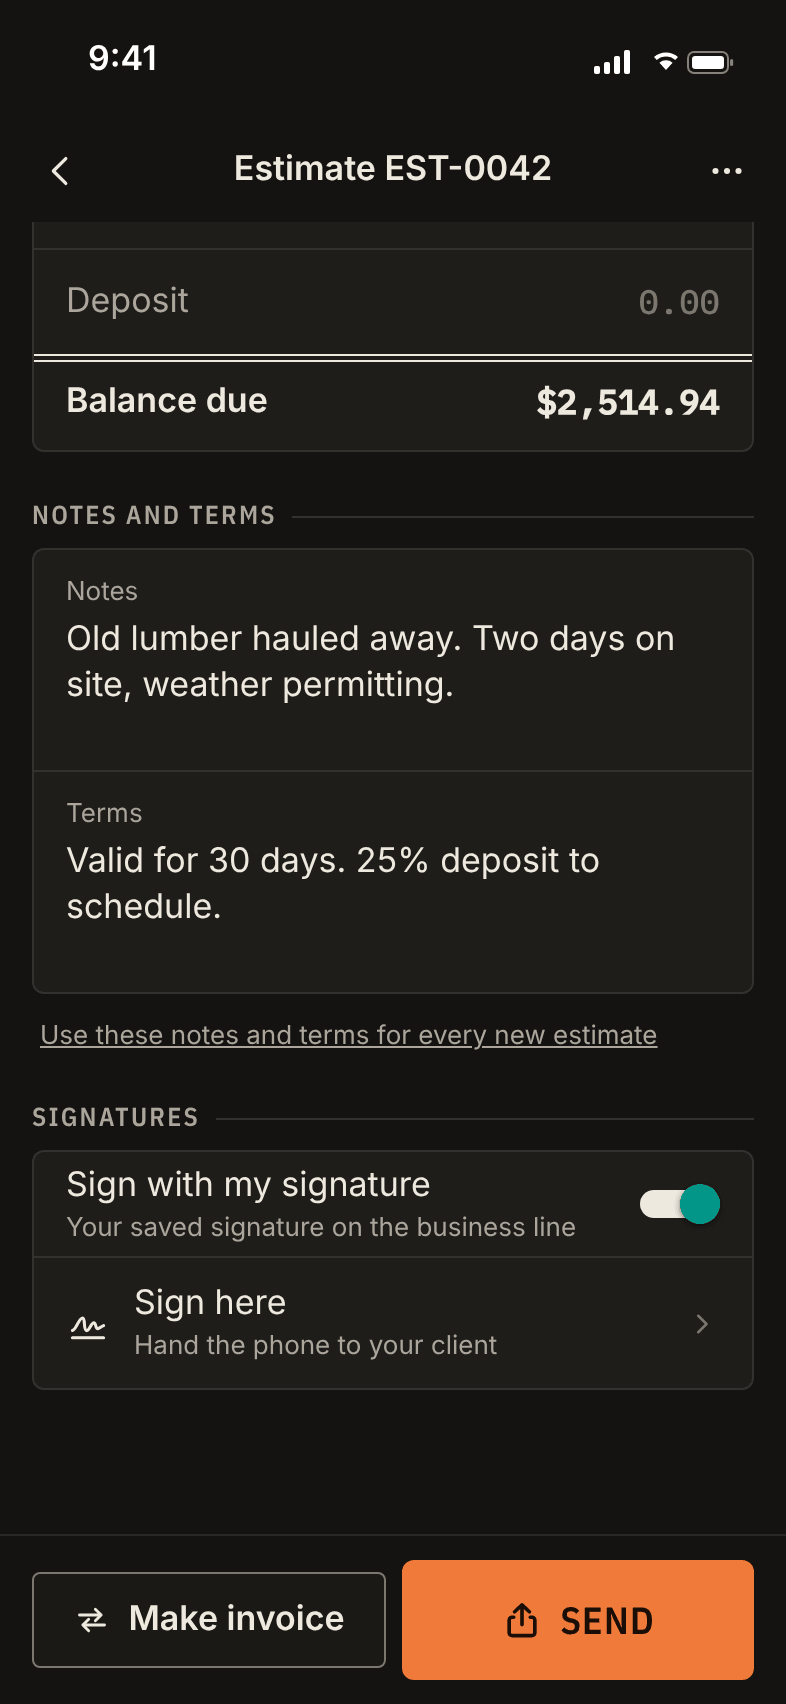 9:41
Estimate EST-0042
Deposit 0.00
Balance due $2,514.94
NOTES AND TERMS
Notes
Old lumber hauled away. Two days on
site, weather permitting.
Terms
Valid for 30 days. 25% deposit to
schedule.
Use these notes and terms for every new estimate
SIGNATURES
Sign with my signature
Your saved signature on the business line
Sign here
Hand the phone to your client
Make invoice
SEND